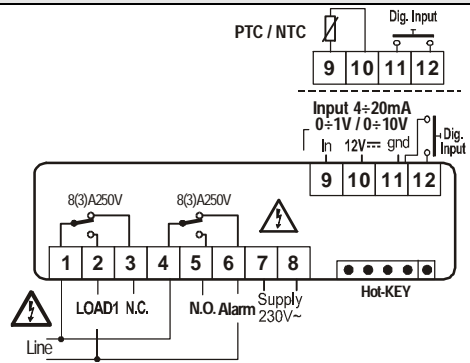 PTC / NTC
Dig. Input
9 10 11 12
Input 4÷20mA
0÷1V / 0÷10V
In 12V⎓ gnd
Dig.
Input
9 10 11 12
8(3)A250V 8(3)A250V
1 2 3 4 5 6 7 8
Hot-KEY
LOAD1 N.C. N.O. Alarm Supply
230V~
Line